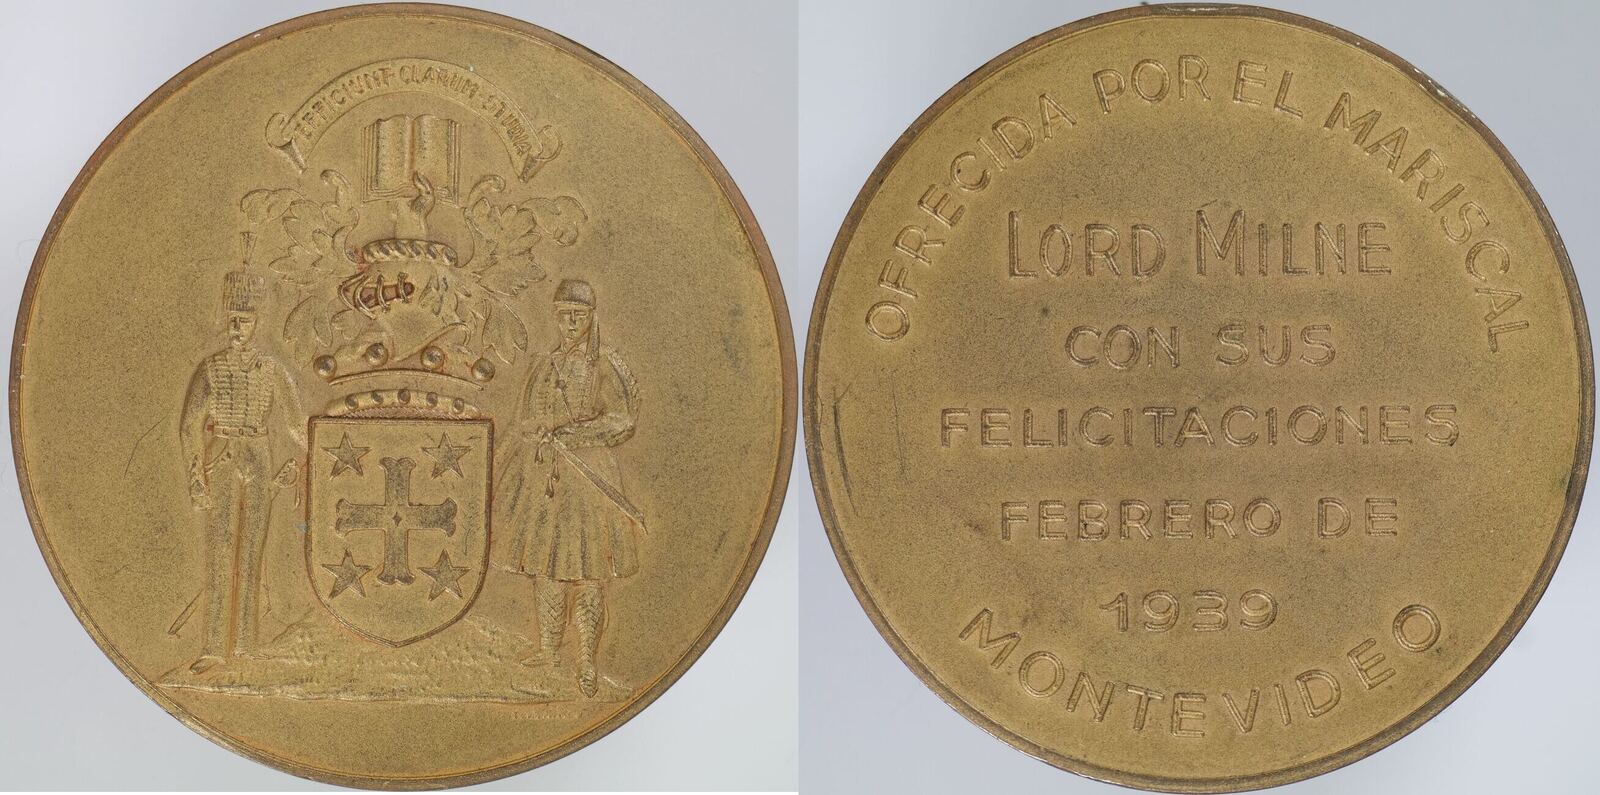 EFFICIUNT CLARUM STUDIA
OFRECIDA POR EL MARISCAL
LORD MILNE
CON SUS
FELICITACIONES
FEBRERO DE
1939
MONTEVIDEO